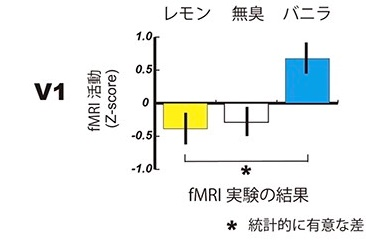 レモン 無臭 バニラ
V1
fMRI 活動
(Z-score)
1.0
0.5
0
-0.5
-1.0
*
fMRI 実験の結果
* 統計的に有意な差